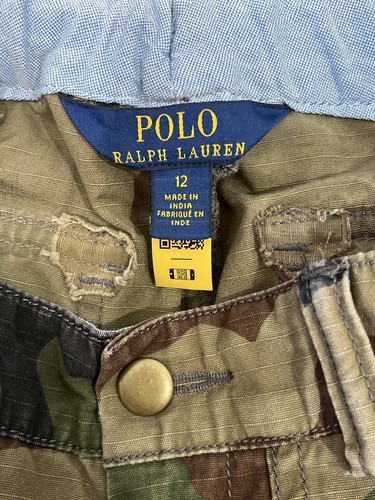 POLO
RALPH LAUREN
12
MADE IN
INDIA
FABRIQUÉ EN
INDE